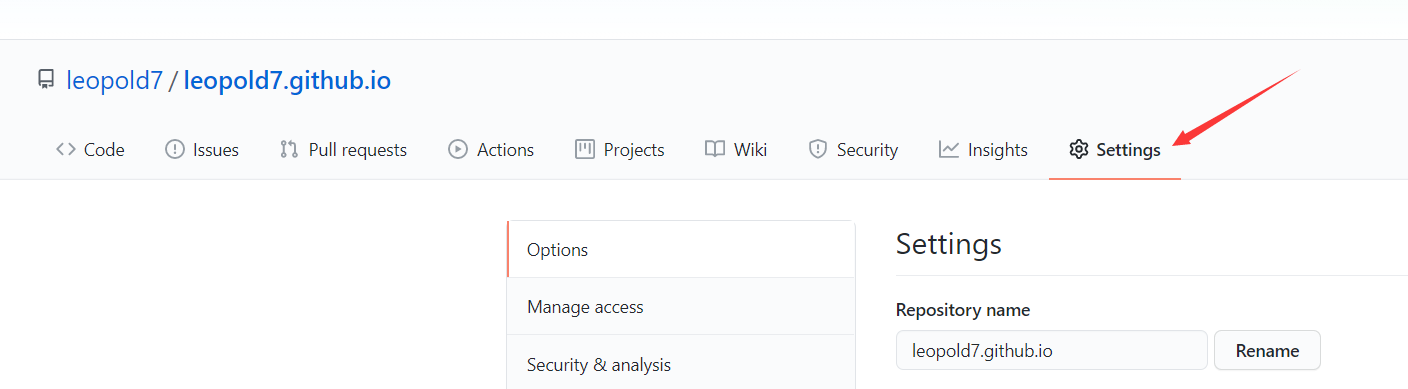 leopold7 / leopold7.github.io
Code Issues Pull requests Actions Projects Wiki Security Insights Settings
Options
Manage access
Security & analysis
Settings
Repository name
leopold7.github.io Rename